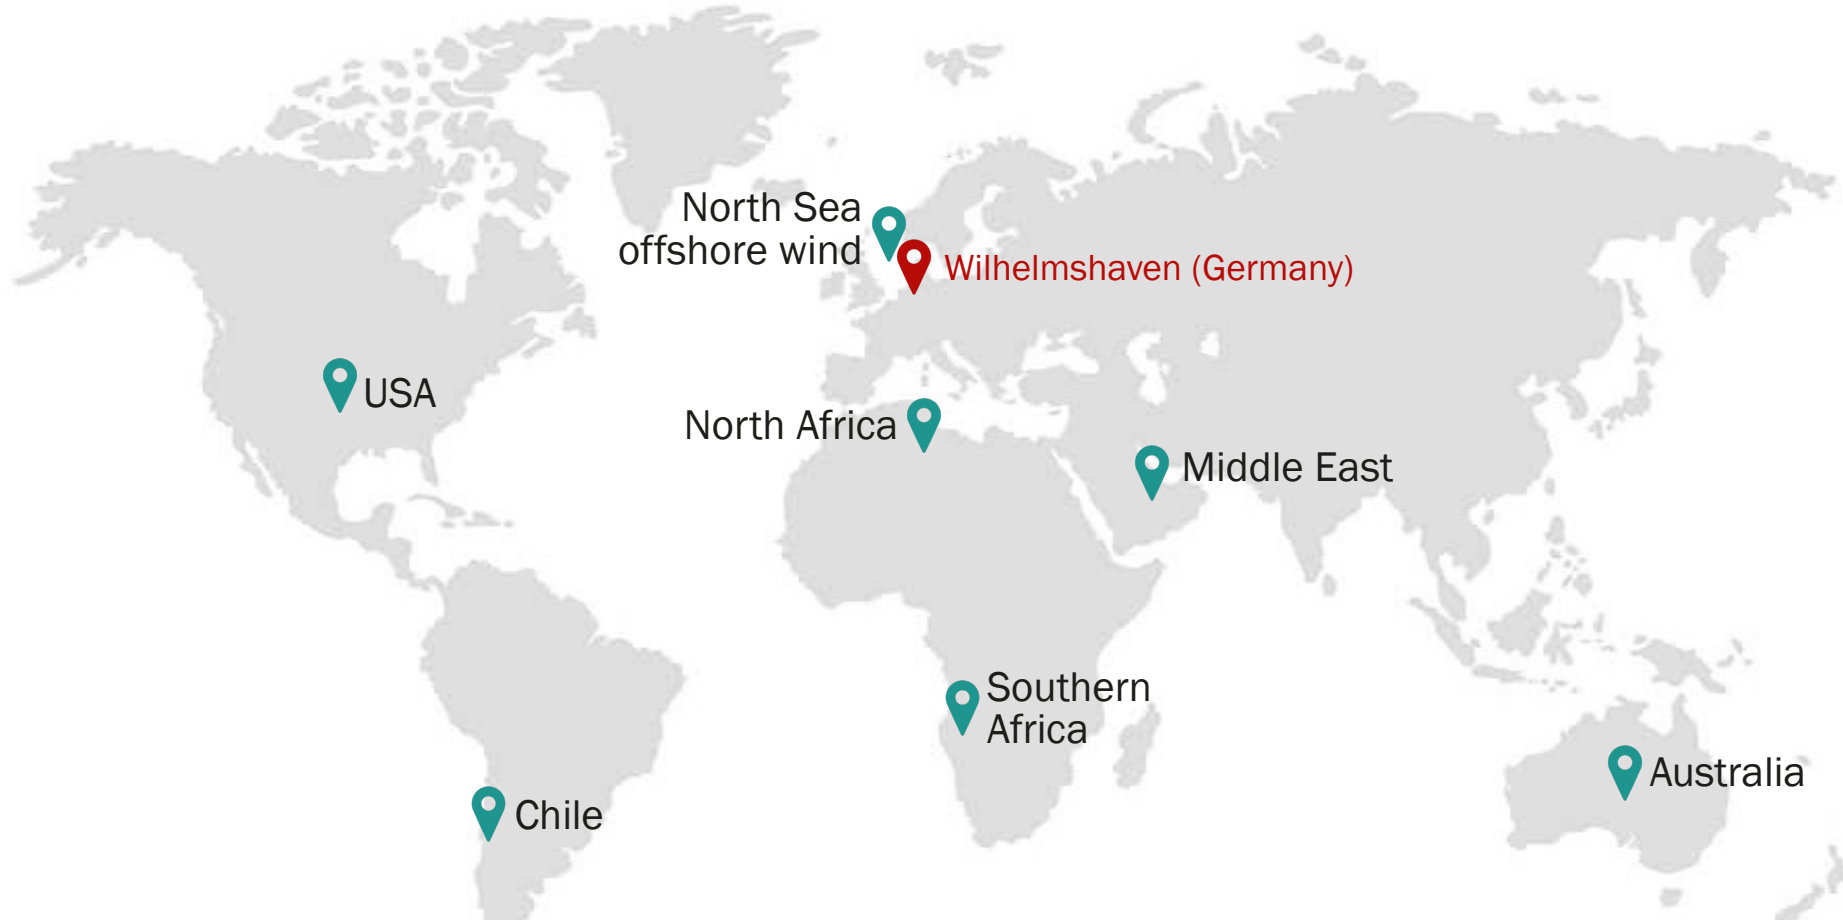 North Sea
offshore wind
Wilhelmshaven (Germany)
USA
North Africa
Middle East
Southern
Africa
Australia
Chile